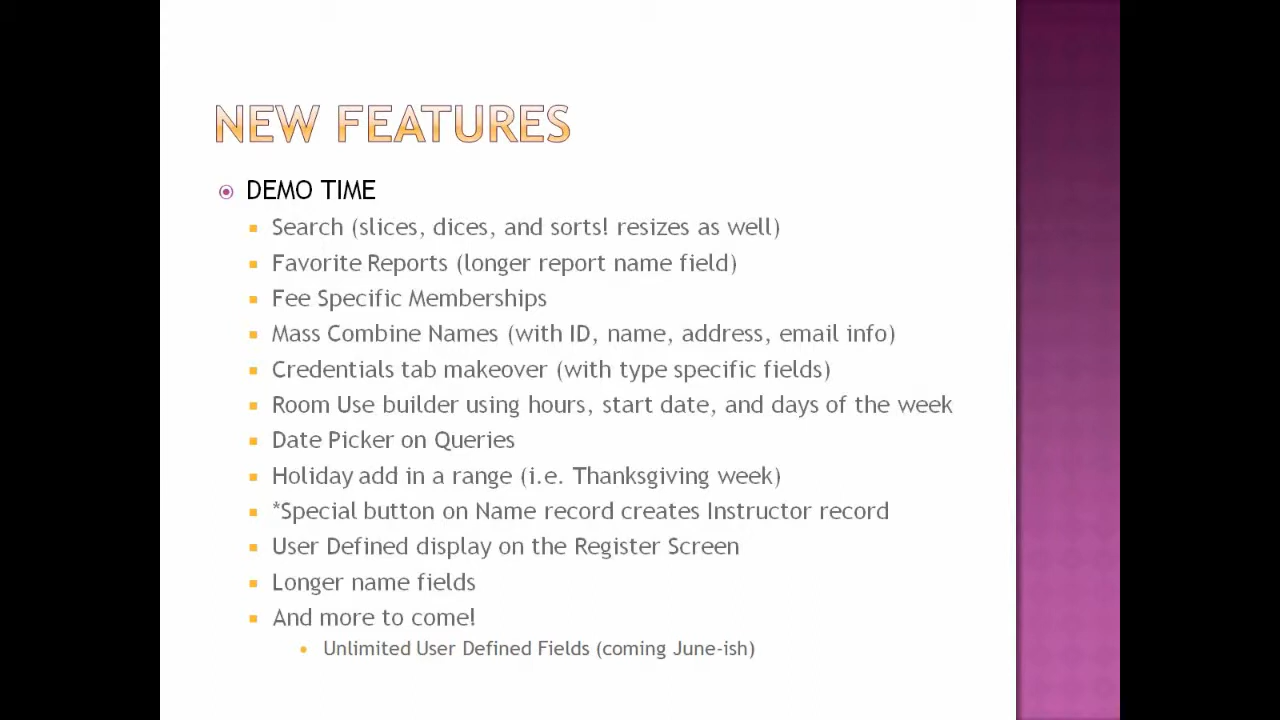 NEW FEATURES
DEMO TIME
Search (slices, dices, and sorts! resizes as well)
Favorite Reports (longer report name field)
Fee Specific Memberships
Mass Combine Names (with ID, name, address, email info)
Credentials tab makeover (with type specific fields)
Room Use builder using hours, start date, and days of the week
Date Picker on Queries
Holiday add in a range (i.e. Thanksgiving week)
*Special button on Name record creates Instructor record
User Defined display on the Register Screen
Longer name fields
And more to come!
Unlimited User Defined Fields (coming June-ish)